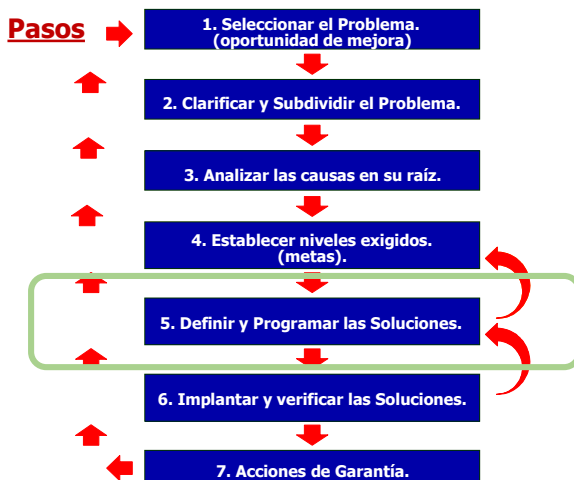 Pasos
1. Seleccionar el Problema.
(oportunidad de mejora)
2. Clarificar y Subdividir el Problema.
3. Analizar las causas en su raíz.
4. Establecer niveles exigidos.
(metas).
5. Definir y Programar las Soluciones.
6. Implantar y verificar las Soluciones.
7. Acciones de Garantía.